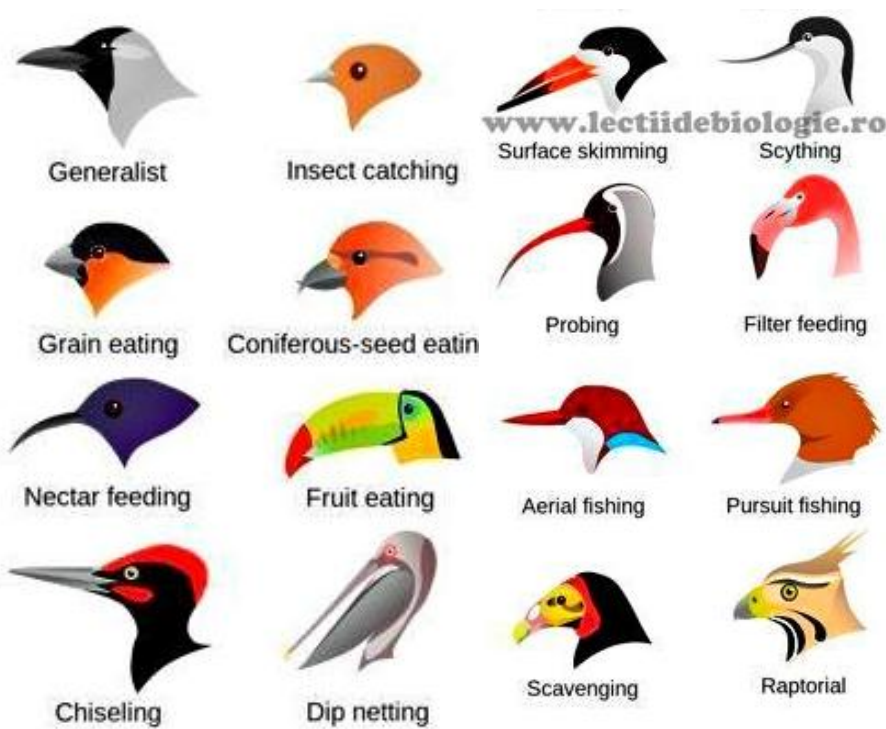 www.lectiidebiologie.ro
Generalist
Insect catching
Surface skimming
Scything
Grain eating
Coniferous-seed eatin
Probing
Filter feeding
Nectar feeding
Fruit eating
Aerial fishing
Pursuit fishing
Chiseling
Dip netting
Scavenging
Raptorial